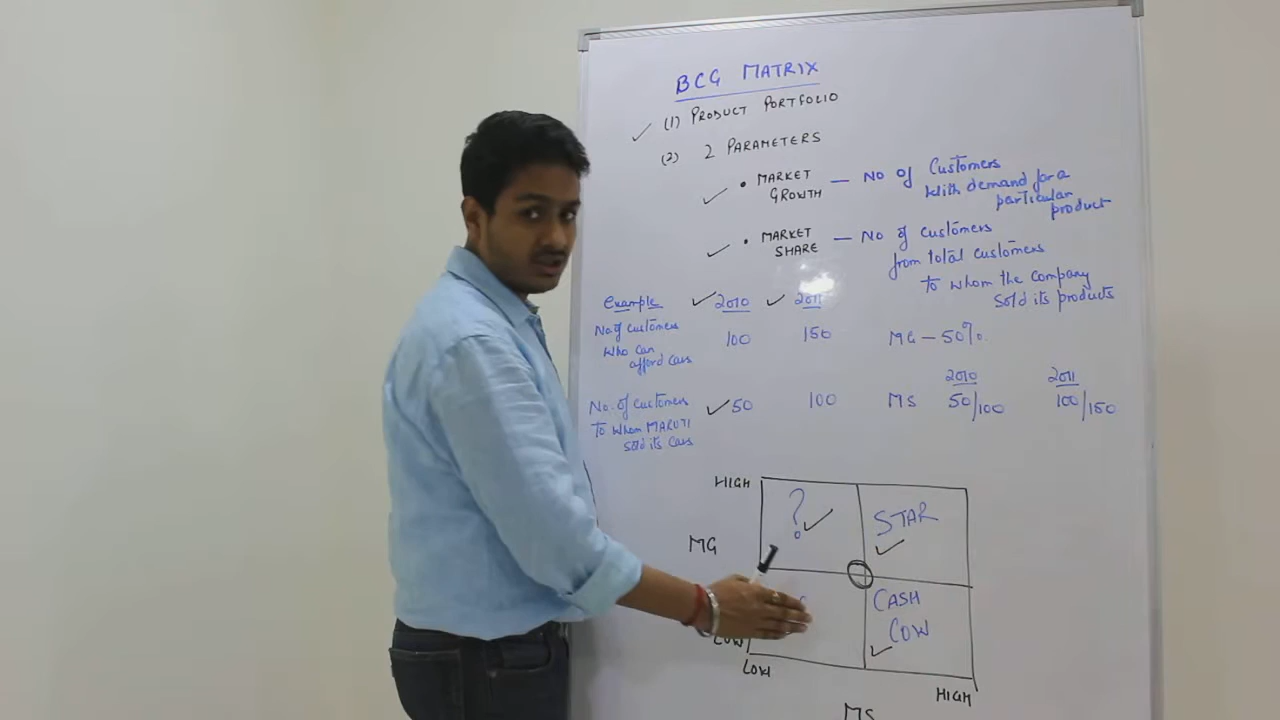 BCG MATRIX
(1) PRODUCT PORTFOLIO
(2) 2 PARAMETERS
• MARKET GROWTH — No of Customers
With demand for a
particular
product
• MARKET SHARE — No of customers
from total customers
To whom the company
sold its products
Example 2010 2011
No. of customers
Who can
afford cars
100 150 MG – 50%
No. of customers
To whom MARUTI
sold its cars
50 100 MS
2010 2011
50/100 100/150
HIGH
? STAR
MG
CASH
COW
LOW
LOW
HIGH
MS